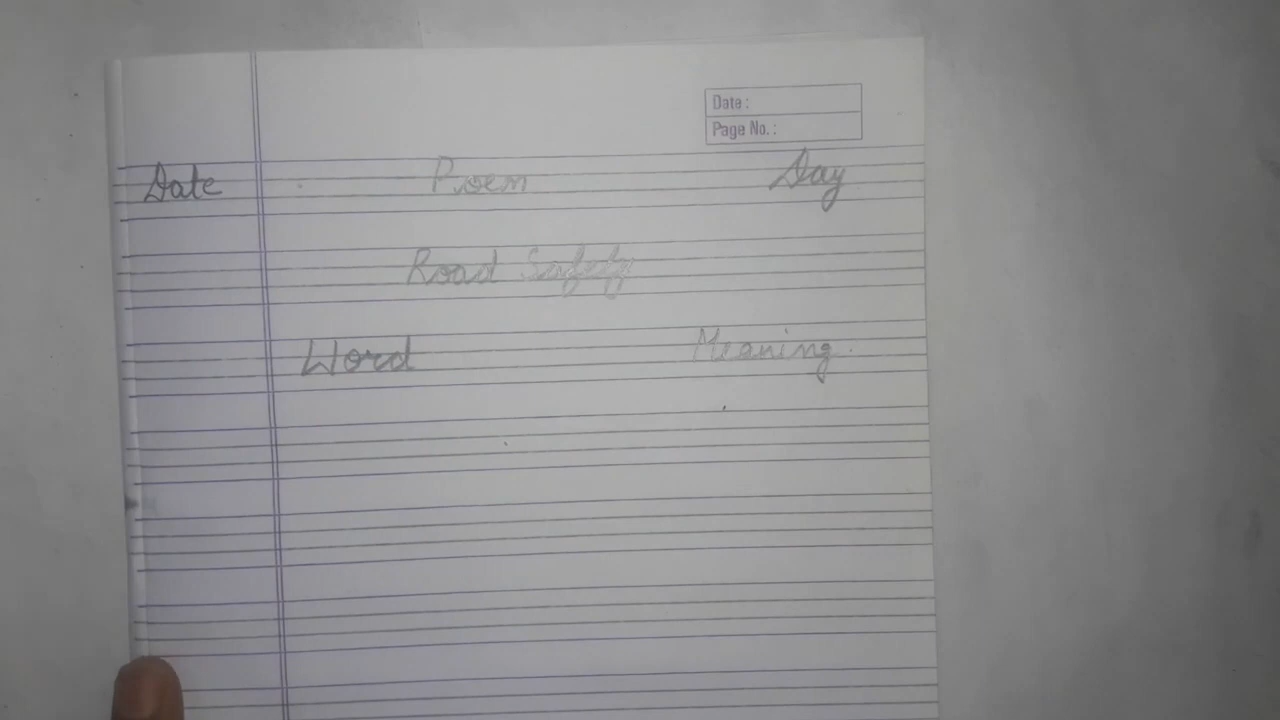 Date :
Page No. :
Date Poem Day
Road Safety
Word Meaning.